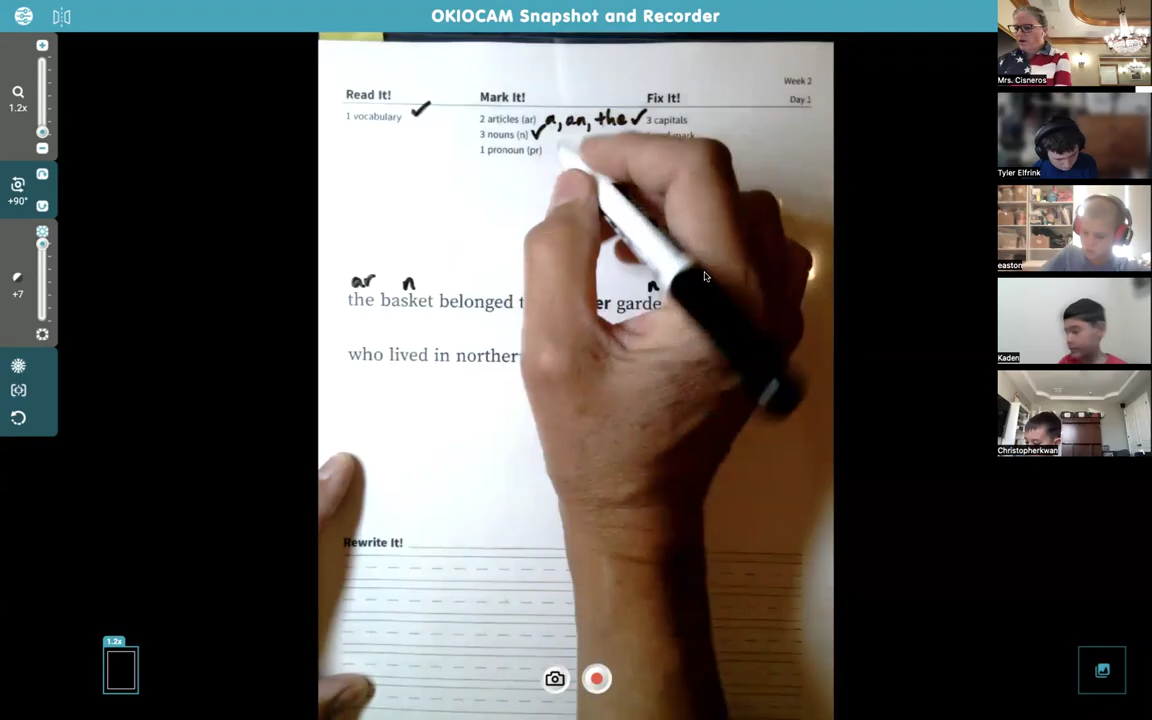 OKIOCAM Snapshot and Recorder
1.2x
+90°
+7
1.2x
Week 2
Read It! Mark It! Fix It! Day 1
1 vocabulary ✓ 2 articles (ar) a, an, the ✓ 3 capitals
3 nouns (n) ✓ mark
1 pronoun (pr)
ar n n
the basket belonged garde
who lived in norther
Rewrite It!
Mrs. Cisneros
Tyler Elfrink
easton
Kaden
Christopherkwan